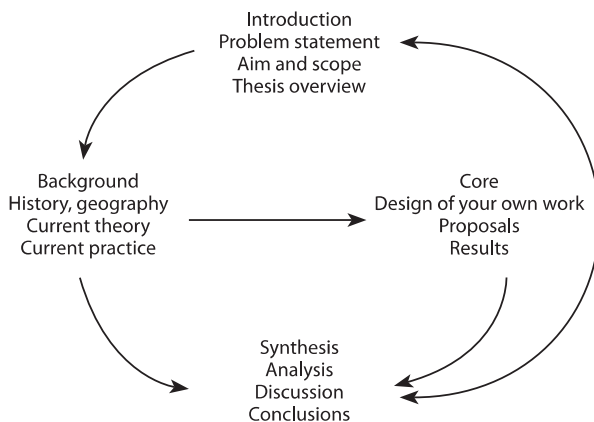 Introduction
Problem statement
Aim and scope
Thesis overview
Background
History, geography
Current theory
Current practice
Core
Design of your own work
Proposals
Results
Synthesis
Analysis
Discussion
Conclusions